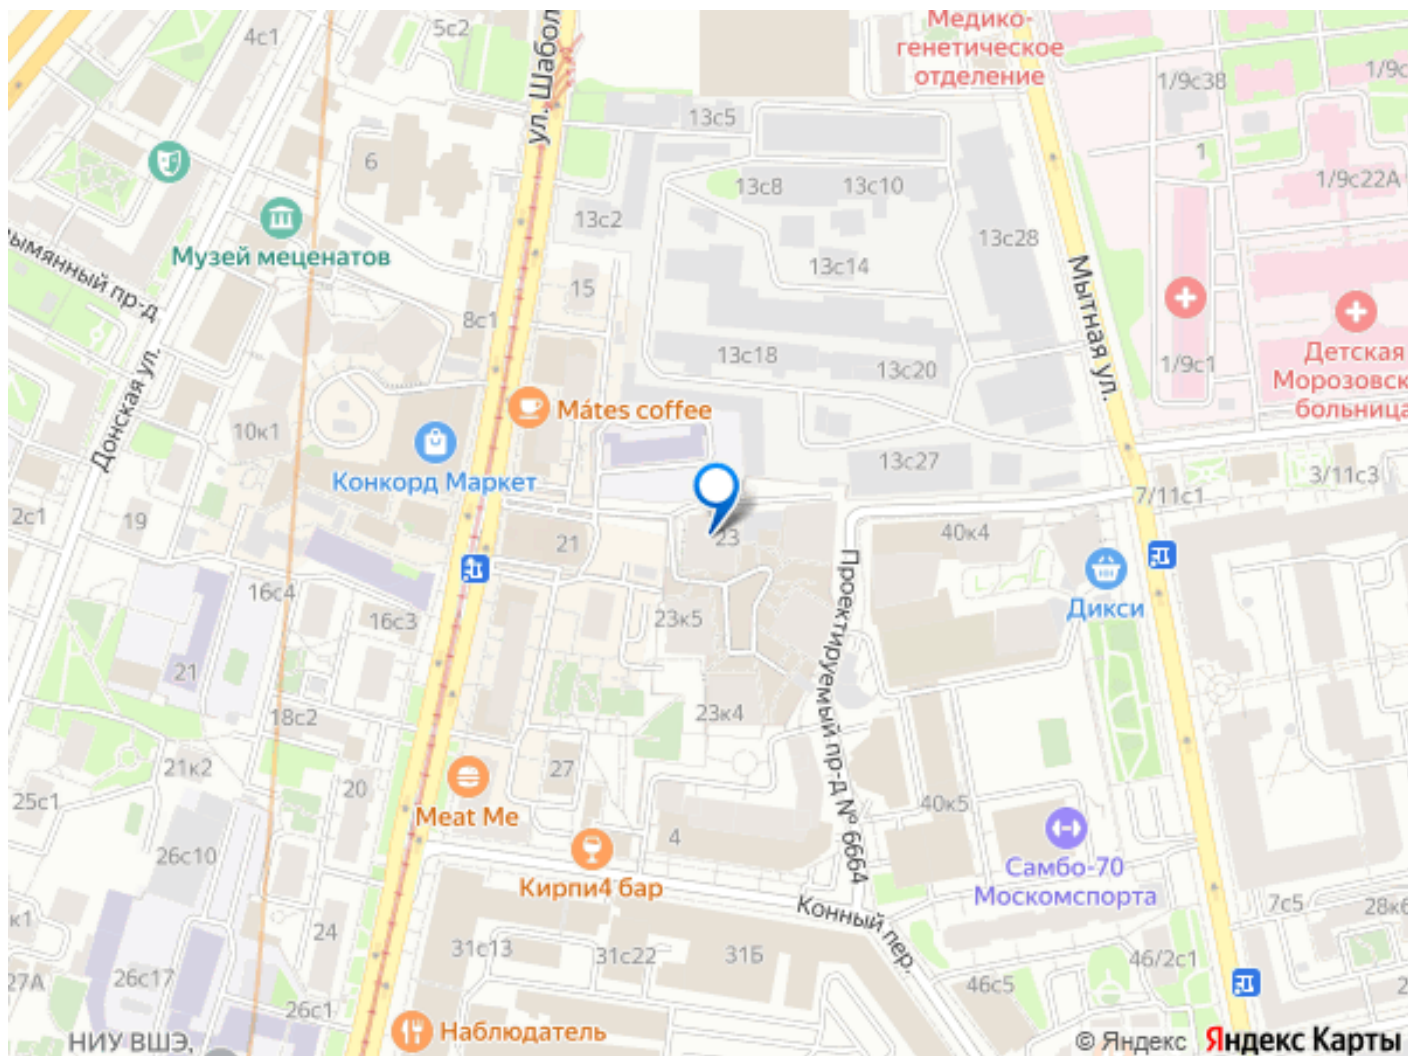 4с1
5с2
ул. Шабол
Медико-
генетическое
отделение
1/9с38
1/9с
13с5
6
13с8
13с10
1
1/9с22А
13с2
13с28
Музей меценатов
ымянный пр-д
13с14
15
8с1
Мытная ул.
13с18
13с20
1/9с1
Детская
Морозовск
больница
Донская ул.
Mátes coffee
10к1
Конкорд Маркет
13с27
3/11с3
7/11с1
2с1
19
21
23
40к4
16с4
Дикси
16с3
23к5
Проектируемый пр-д № 6664
21
18с2
23к4
21к2
27
20
25с1
Meat Me
40к5
4
26с10
Кирпи4 бар
Самбо-70
Москомспорта
Конный пер.
7с5
28к6
к1
24
31с13
31с22
31Б
27А
26с17
46/2с1
46с5
2
26с1
Наблюдатель
НИУ ВШЭ,
© Яндекс Яндекс Карты